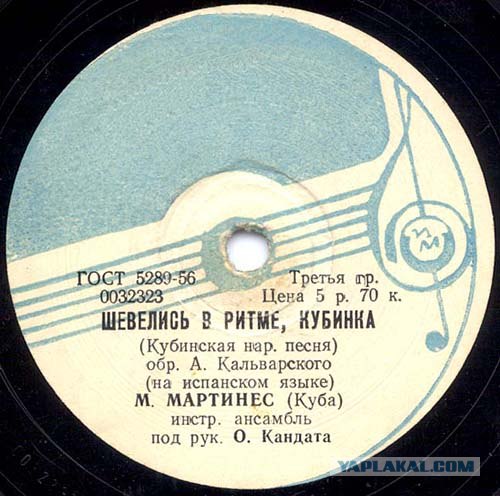 ИМ
ГОСТ 5289-56 Третья гр.
0032323 Цена 5 р. 70 к.
ШЕВЕЛИСЬ В РИТМЕ, КУБИНКА
(Кубинская нар. песня)
обр. А. Кальварского
(на испанском языке)
М. МАРТИНЕС (Куба)
инстр. ансамбль
под рук. О. Кандата
YAPLAKAL.COM